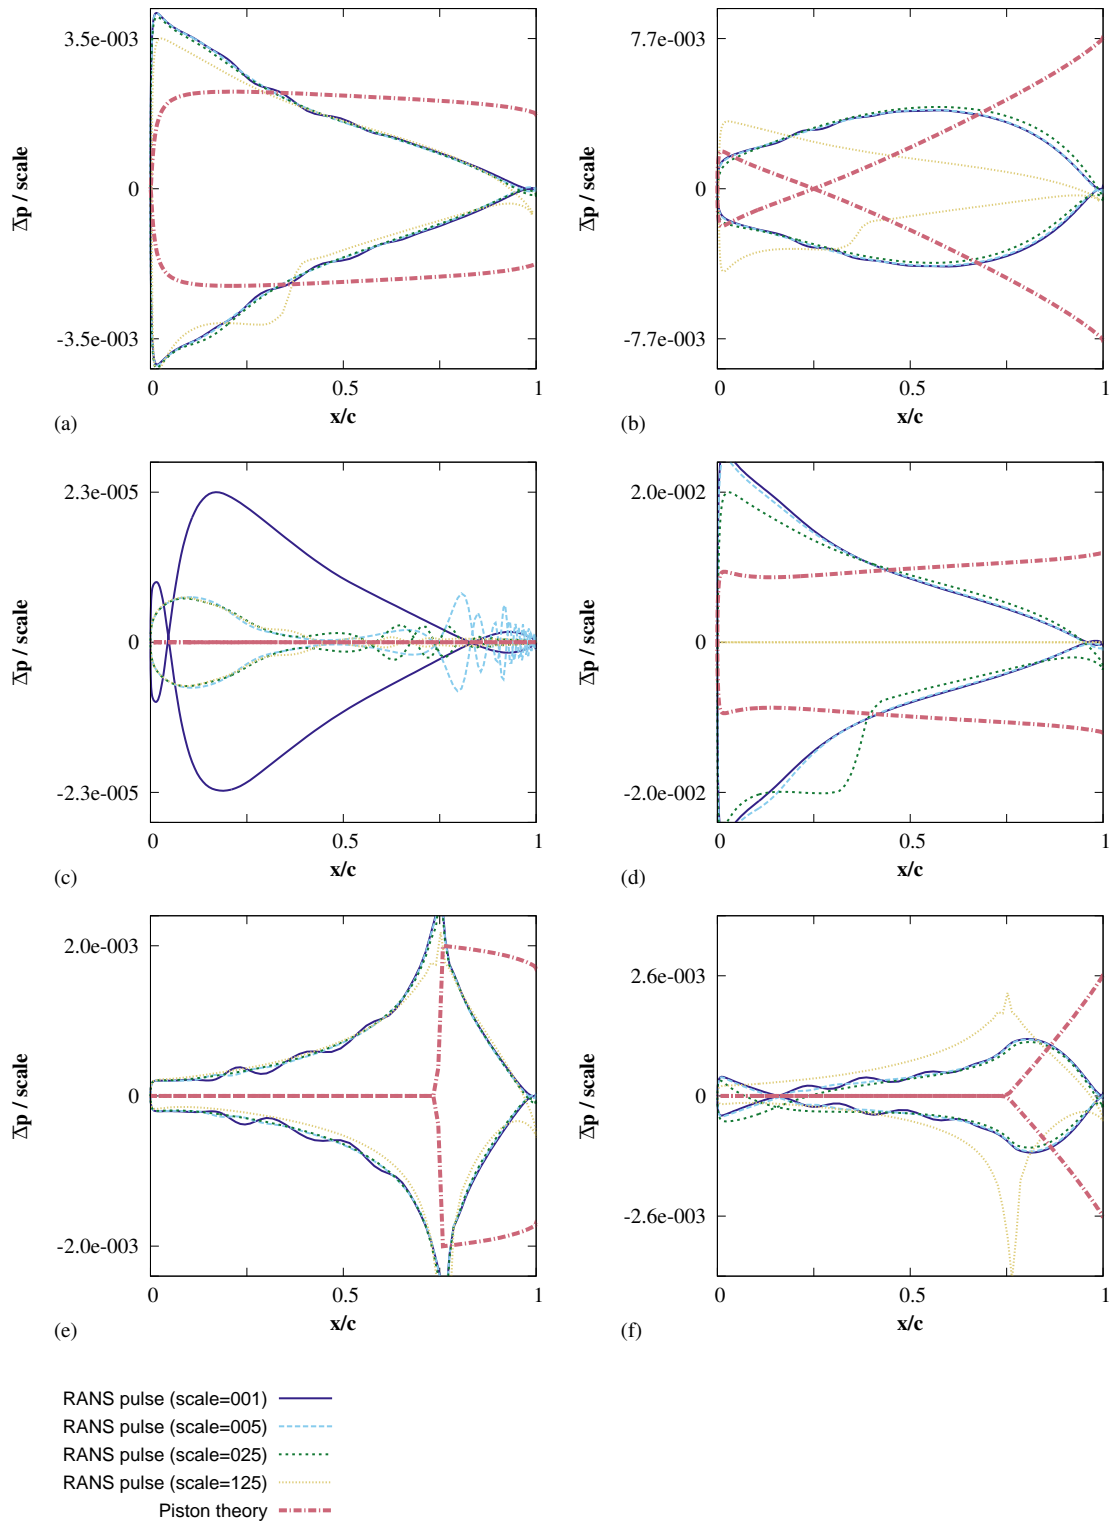 3.5e-003
0
-3.5e-003
Δp / scale
0
0.5
1
x/c
(a)
7.7e-003
0
-7.7e-003
Δp / scale
0
0.5
1
x/c
(b)
2.3e-005
0
-2.3e-005
Δp / scale
0
0.5
1
x/c
(c)
2.0e-002
0
-2.0e-002
Δp / scale
0
0.5
1
x/c
(d)
2.0e-003
0
-2.0e-003
Δp / scale
0
0.5
1
x/c
(e)
2.6e-003
0
-2.6e-003
Δp / scale
0
0.5
1
x/c
(f)
RANS pulse (scale=001)
RANS pulse (scale=005)
RANS pulse (scale=025)
RANS pulse (scale=125)
Piston theory